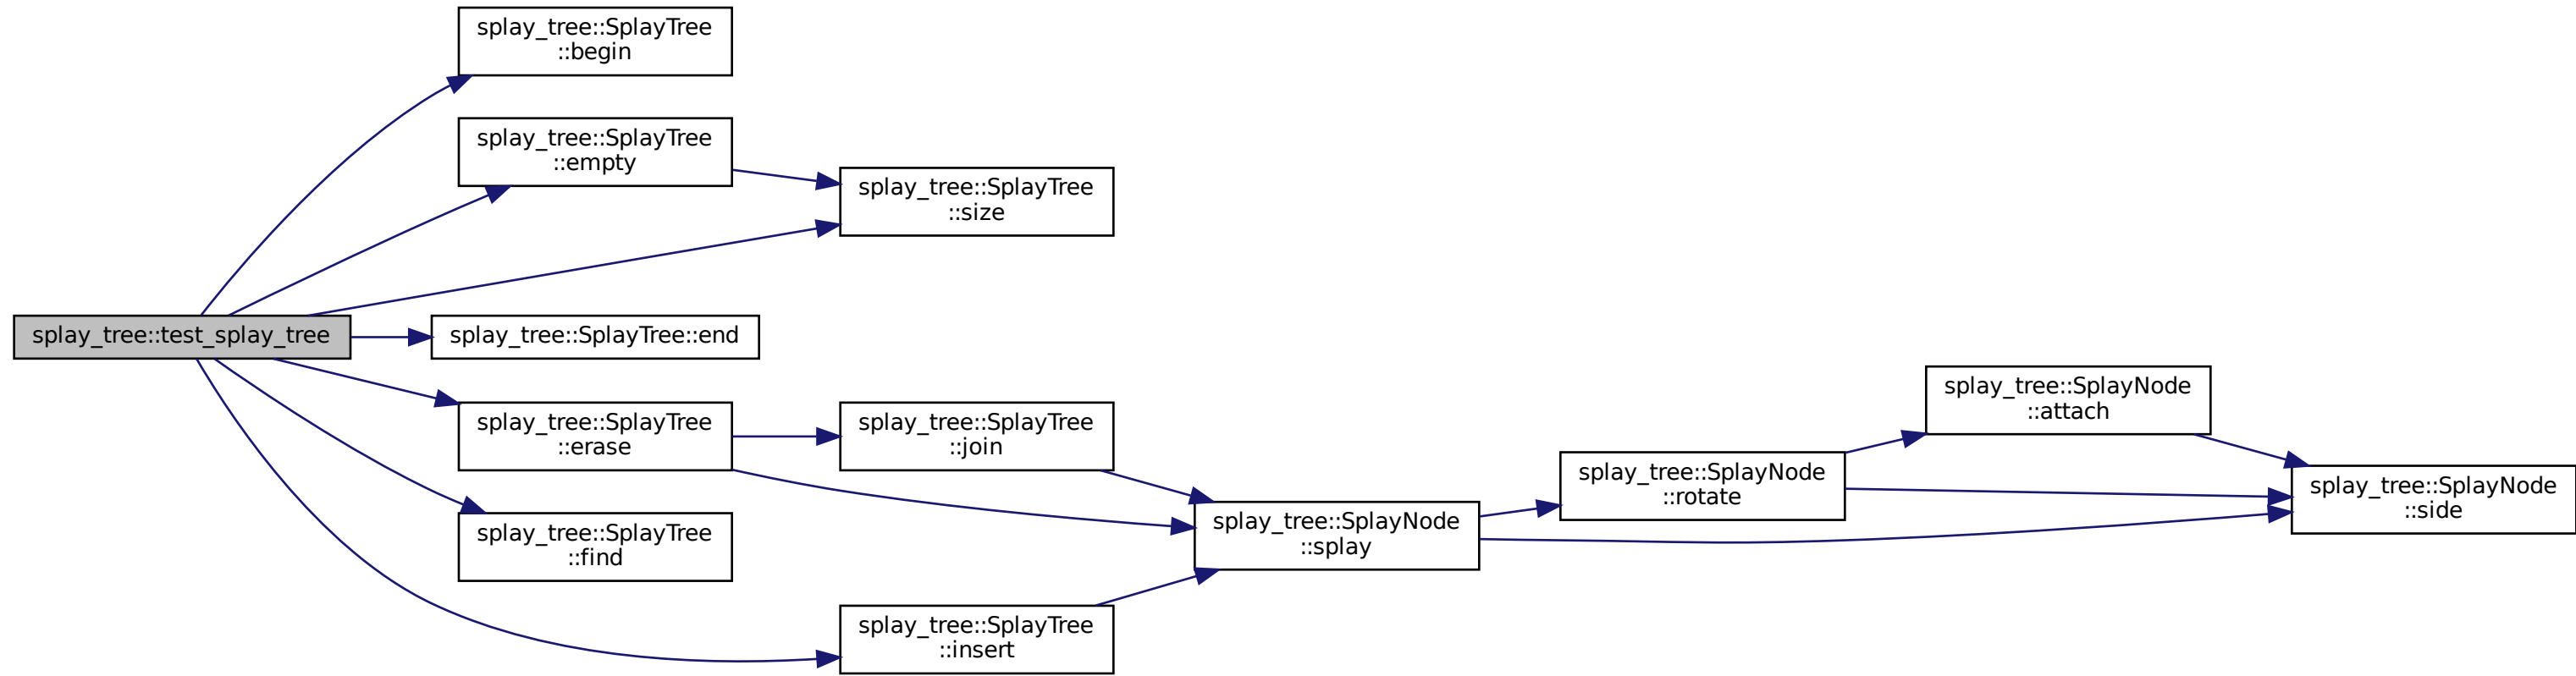 splay_tree::SplayTree
::begin
splay_tree::SplayTree
::empty
splay_tree::SplayTree
::size
splay_tree::test_splay_tree
splay_tree::SplayTree::end
splay_tree::SplayTree
::erase
splay_tree::SplayTree
::join
splay_tree::SplayTree
::find
splay_tree::SplayTree
::insert
splay_tree::SplayNode
::splay
splay_tree::SplayNode
::rotate
splay_tree::SplayNode
::attach
splay_tree::SplayNode
::side